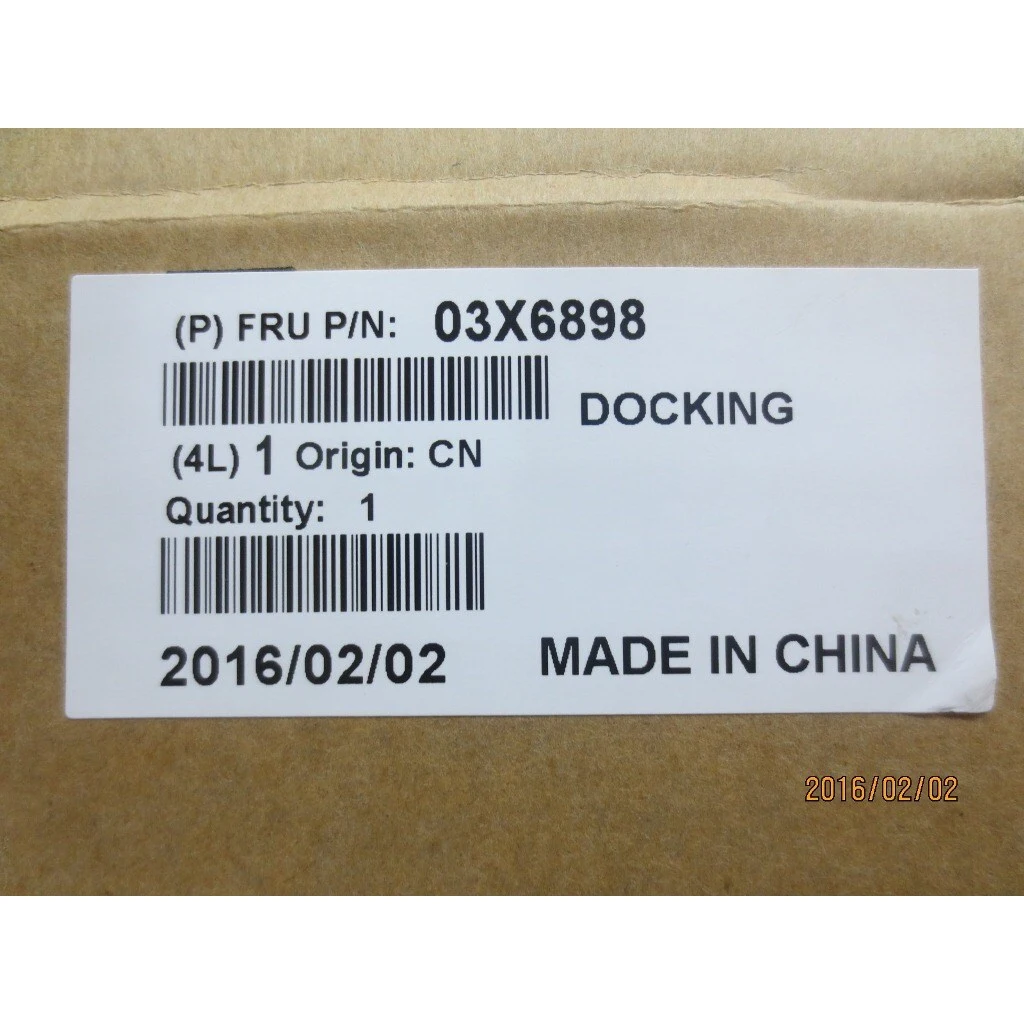 (P) FRU P/N: 03X6898
DOCKING
(4L) 1 Origin: CN
Quantity: 1
2016/02/02 MADE IN CHINA
2016/02/02